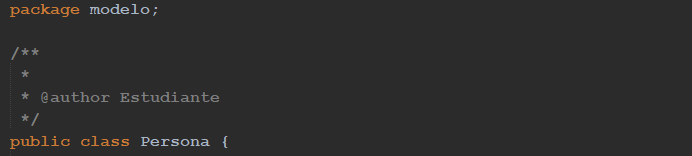 package modelo;
/**
 *
 * @author Estudiante
 */
public class Persona {